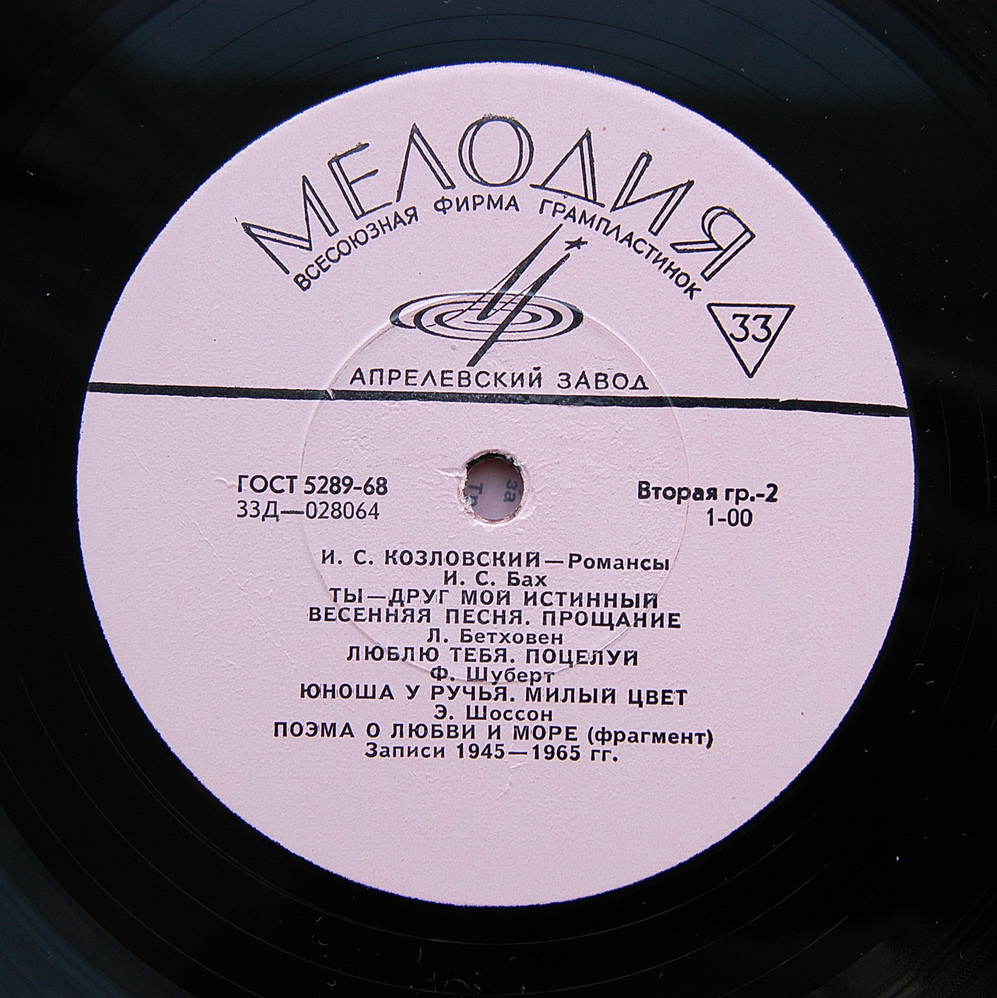 МЕЛОДИЯ
ВСЕСОЮЗНАЯ ФИРМА ГРАМПЛАСТИНОК
33
АПРЕЛЕВСКИЙ ЗАВОД
ГОСТ 5289-68
33Д—028064
Вторая гр.-2
1-00
И. С. КОЗЛОВСКИЙ—Романсы
И. С. Бах
ТЫ—ДРУГ МОЙ ИСТИННЫЙ
ВЕСЕННЯЯ ПЕСНЯ. ПРОЩАНИЕ
Л. Бетховен
ЛЮБЛЮ ТЕБЯ. ПОЦЕЛУЙ
Ф. Шуберт
ЮНОША У РУЧЬЯ. МИЛЫЙ ЦВЕТ
Э. Шоссон
ПОЭМА О ЛЮБВИ И МОРЕ (фрагмент)
Записи 1945—1965 гг.